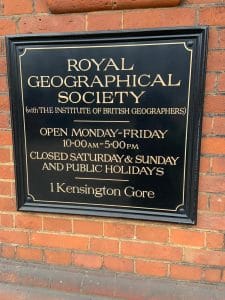 ROYAL
GEOGRAPHICAL
SOCIETY
(with THE INSTITUTE OF BRITISH GEOGRAPHERS)
OPEN MONDAY-FRIDAY
10·00AM-5·00PM
CLOSED SATURDAY & SUNDAY
AND PUBLIC HOLIDAYS
1 Kensington Gore